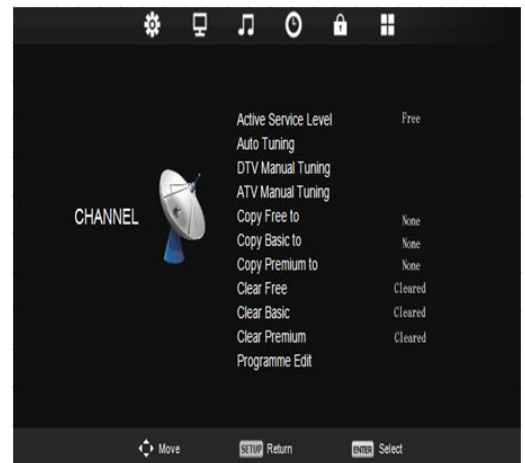 CHANNEL
Active Service Level Free
Auto Tuning
DTV Manual Tuning
ATV Manual Tuning
Copy Free to None
Copy Basic to None
Copy Premium to None
Clear Free Cleared
Clear Basic Cleared
Clear Premium Cleared
Programme Edit
Move SETUP Return ENTER Select